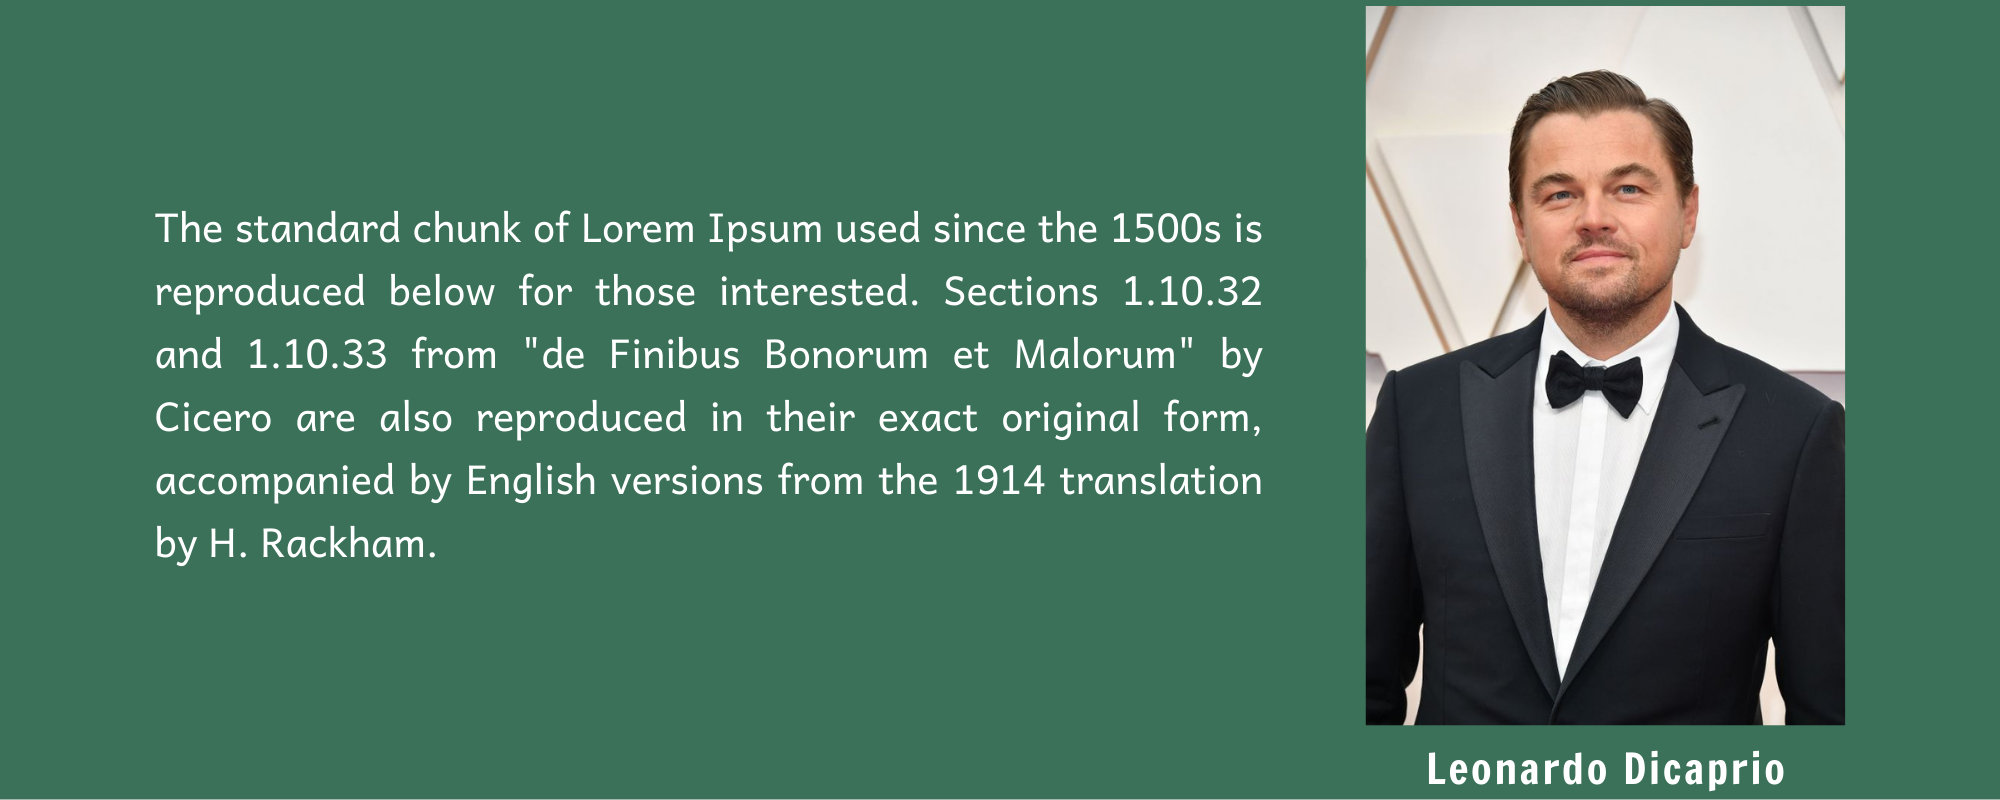 The standard chunk of Lorem Ipsum used since the 1500s is
reproduced below for those interested. Sections 1.10.32
and 1.10.33 from "de Finibus Bonorum et Malorum" by
Cicero are also reproduced in their exact original form,
accompanied by English versions from the 1914 translation
by H. Rackham.
Leonardo Dicaprio